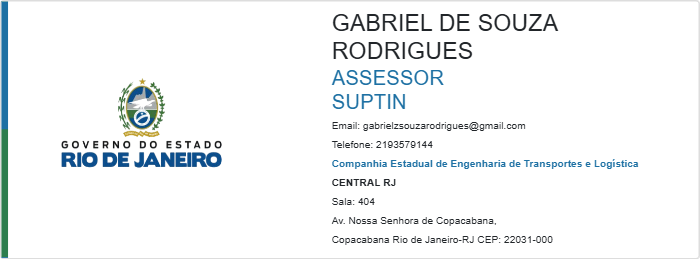 GOVERNO DO ESTADO
RIO DE JANEIRO
GABRIEL DE SOUZA
RODRIGUES
ASSESSOR
SUPTIN
Email: gabrielzsouzarodrigues@gmail.com
Telefone: 2193579144
Companhia Estadual de Engenharia de Transportes e Logística
CENTRAL RJ
Sala: 404
Av. Nossa Senhora de Copacabana,
Copacabana Rio de Janeiro-RJ CEP: 22031-000